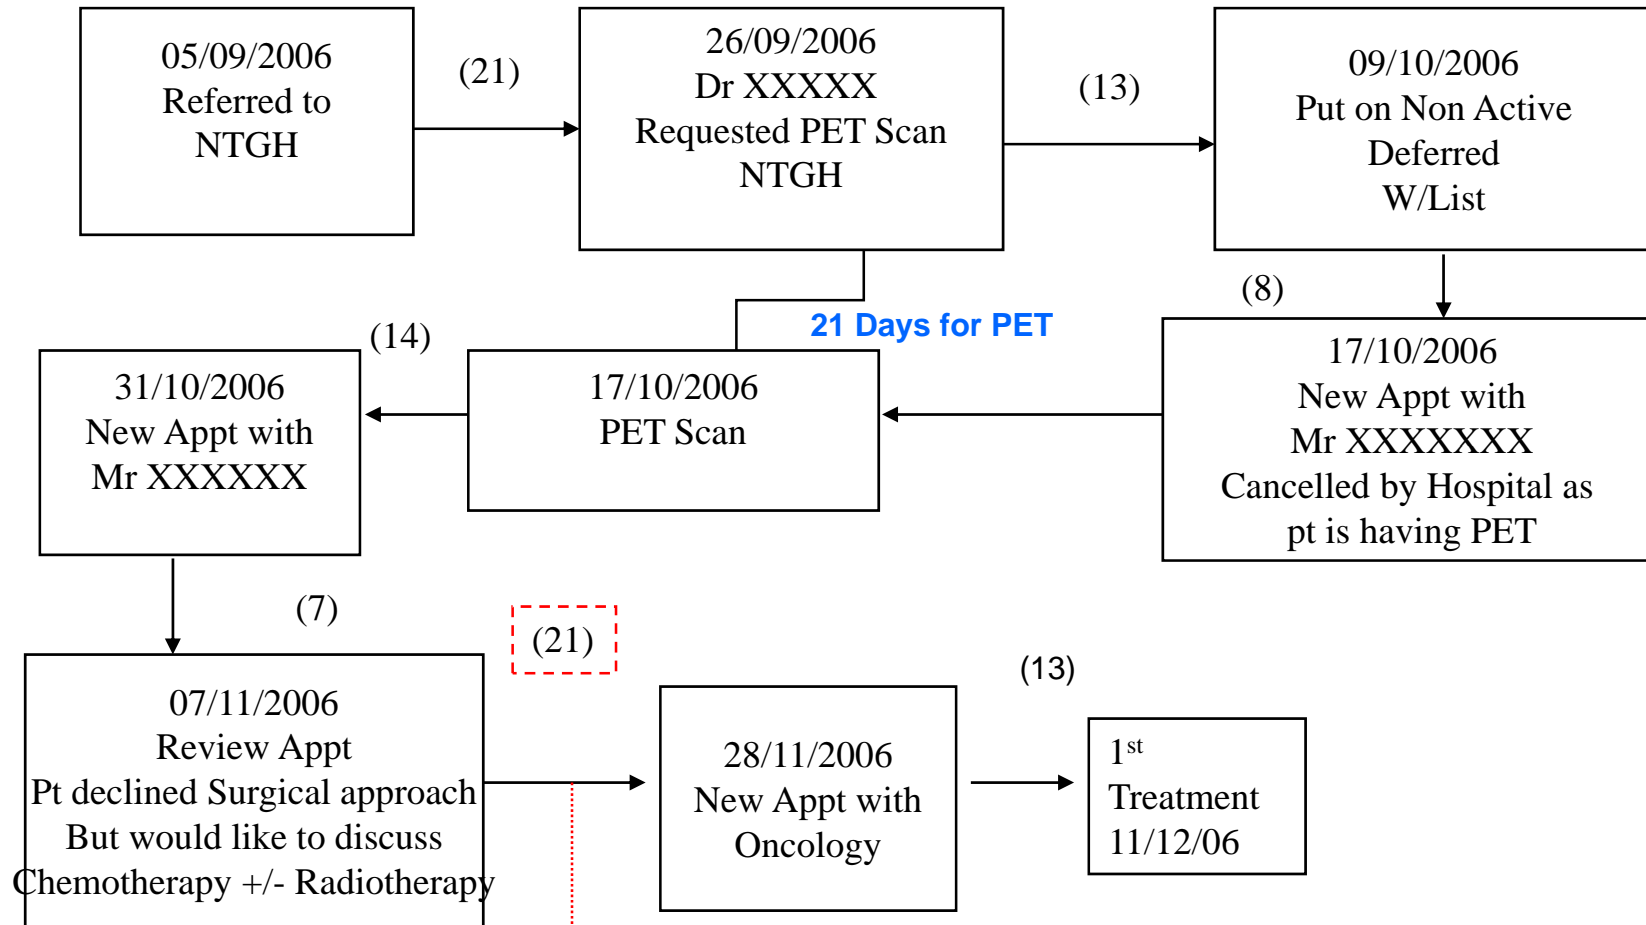 05/09/2006
Referred to
NTGH
(21)
26/09/2006
Dr XXXXX
Requested PET Scan
NTGH
(13)
09/10/2006
Put on Non Active
Deferred
W/List
(8)
17/10/2006
New Appt with
Mr XXXXXXX
Cancelled by Hospital as
pt is having PET
21 Days for PET
17/10/2006
PET Scan
(14)
31/10/2006
New Appt with
Mr XXXXXX
(7)
07/11/2006
Review Appt
Pt declined Surgical approach
But would like to discuss
Chemotherapy +/- Radiotherapy
(21)
28/11/2006
New Appt with
Oncology
(13)
1st
Treatment
11/12/06